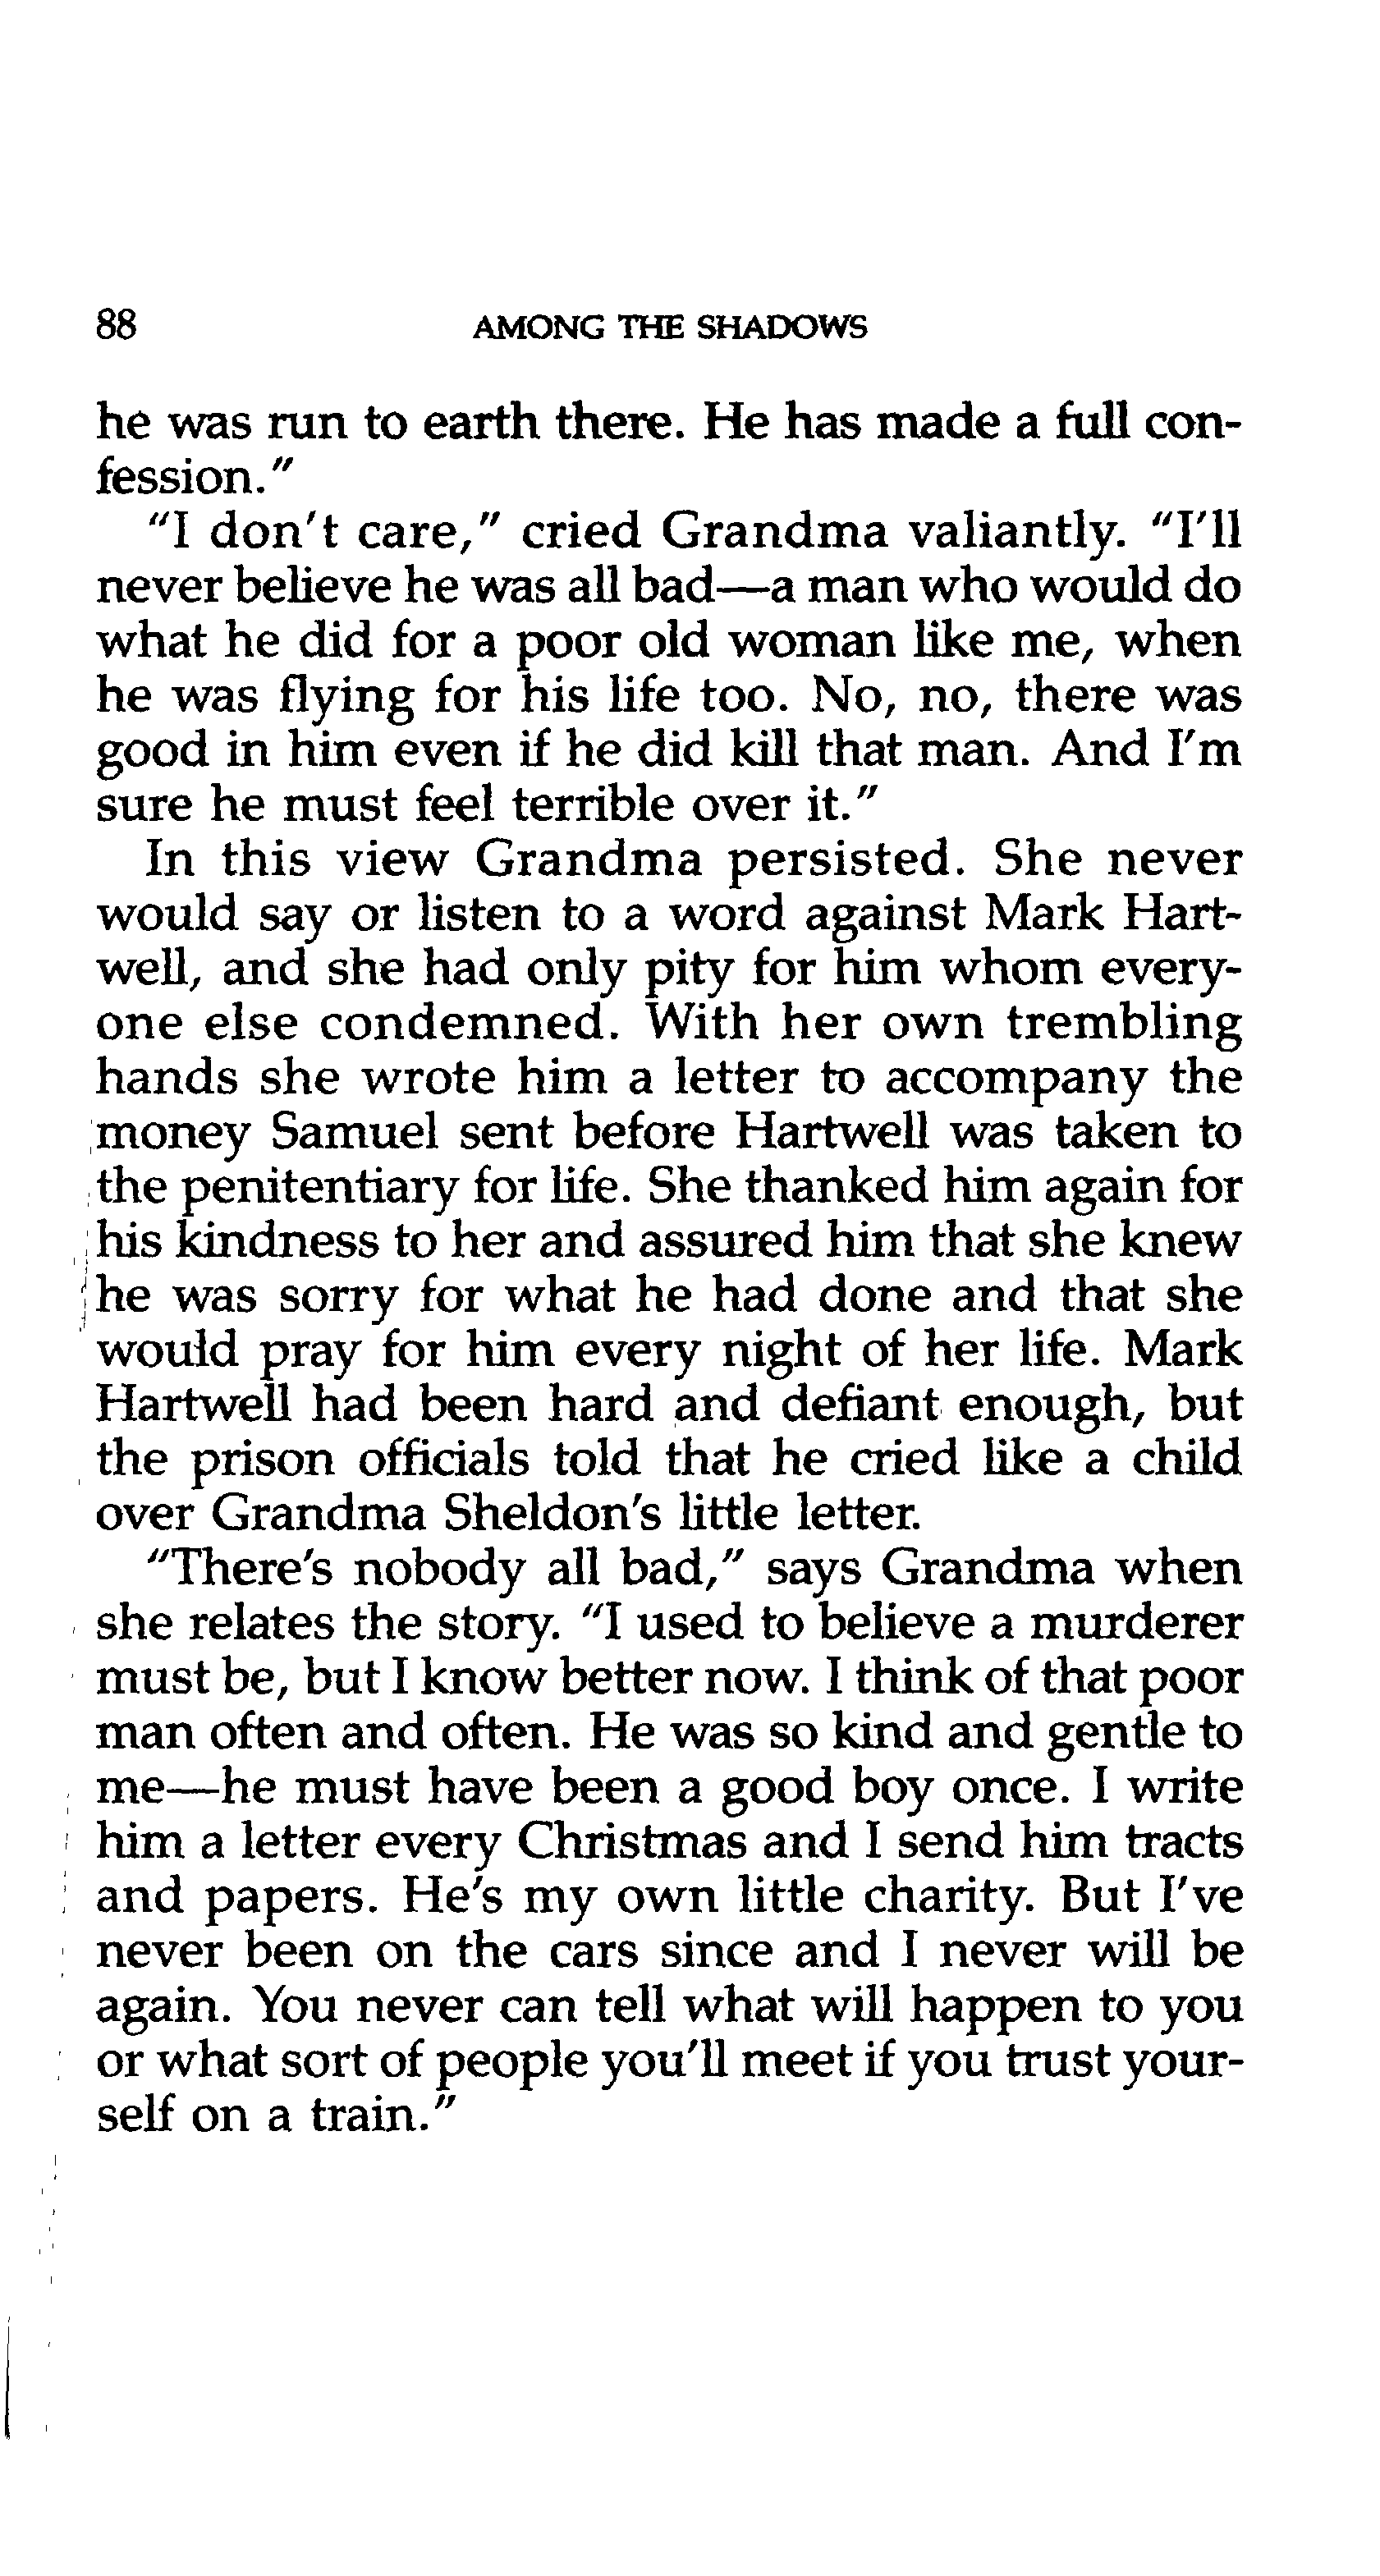 88 AMONG THE SHADOWS
he was run to earth there. He has made a full con-
fession."
"I don't care," cried Grandma valiantly. "I'll
never believe he was all bad—a man who would do
what he did for a poor old woman like me, when
he was flying for his life too. No, no, there was
good in him even if he did kill that man. And I'm
sure he must feel terrible over it."
In this view Grandma persisted. She never
would say or listen to a word against Mark Hart-
well, and she had only pity for him whom every-
one else condemned. With her own trembling
hands she wrote him a letter to accompany the
money Samuel sent before Hartwell was taken to
the penitentiary for life. She thanked him again for
his kindness to her and assured him that she knew
he was sorry for what he had done and that she
would pray for him every night of her life. Mark
Hartwell had been hard and defiant enough, but
the prison officials told that he cried like a child
over Grandma Sheldon's little letter.
"There's nobody all bad," says Grandma when
she relates the story. "I used to believe a murderer
must be, but I know better now. I think of that poor
man often and often. He was so kind and gentle to
me—he must have been a good boy once. I write
him a letter every Christmas and I send him tracts
and papers. He's my own little charity. But I've
never been on the cars since and I never will be
again. You never can tell what will happen to you
or what sort of people you'll meet if you trust your-
self on a train."